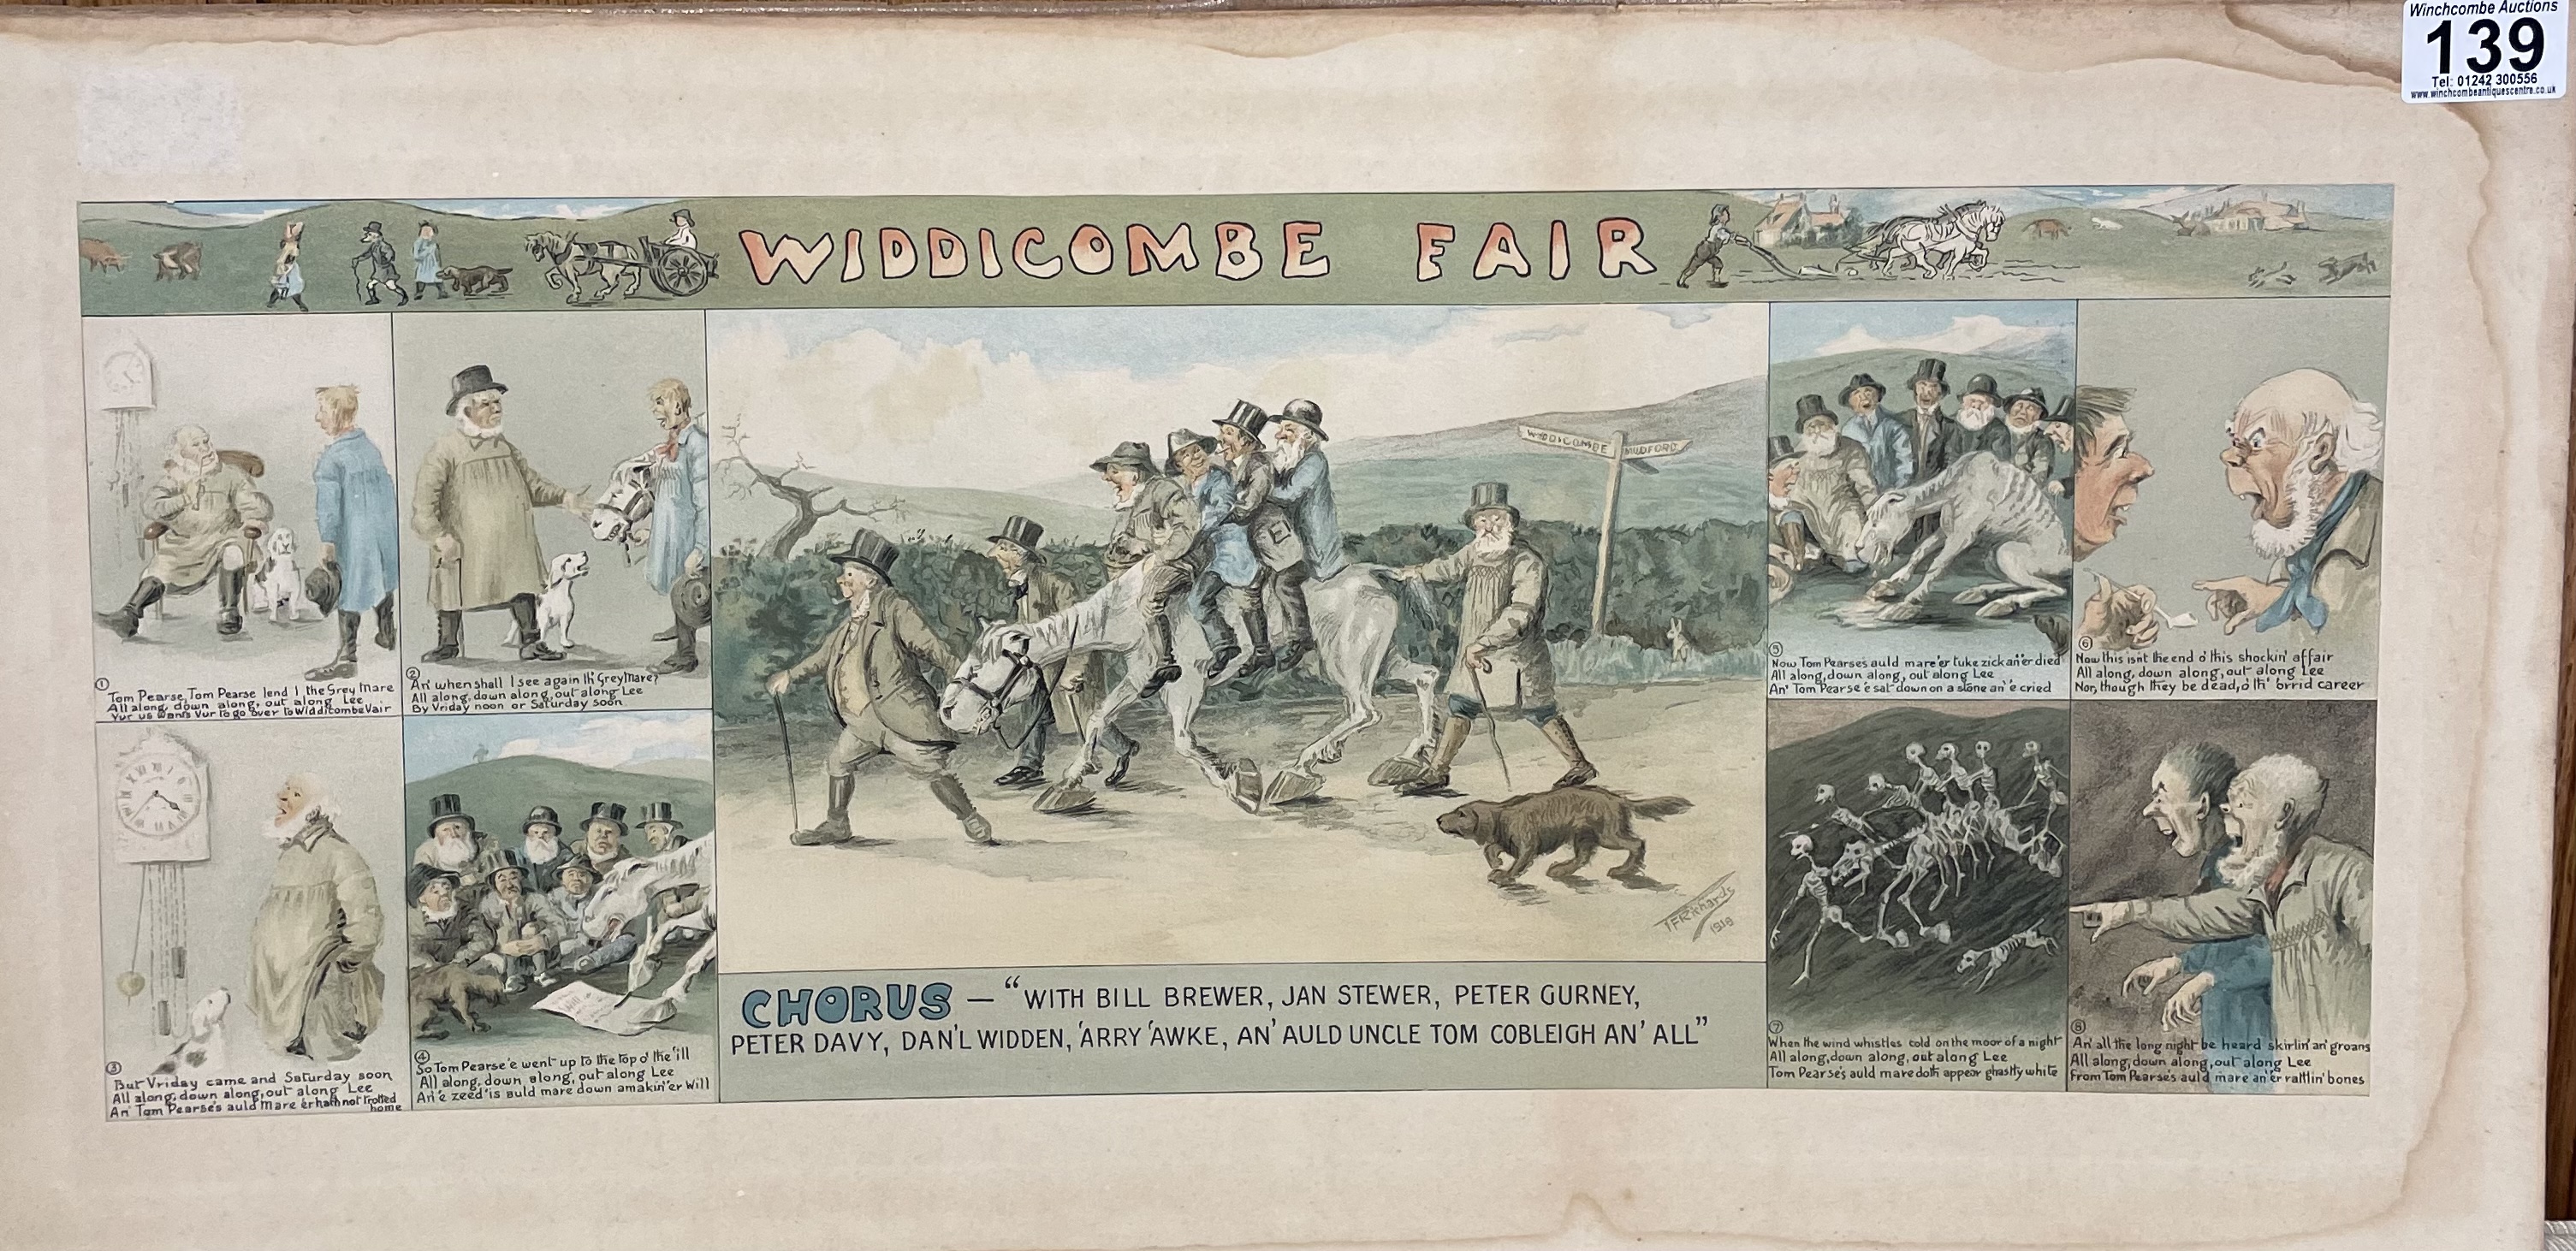 Winchcombe Auctions
139
Tel: 01242 300556
www.winchcombeantiquescentre.co.uk
WIDDICOMBE FAIR
① Tom Pearse, Tom Pearse lend I the Grey Mare
All along, down along, out along Lee
Vur us wants Vur to go over to Widdicombe Vair
② An' when shall I see again th' Grey Mare?
All along, down along, out along Lee
By Vriday noon or Saturday soon.
③ But Vriday came and Saturday soon
All along, down along, out along Lee
An' Tom Pearse's auld Mare 'er hath not Trotted
home
④ So Tom Pearse 'e went up to the top o' the 'ill
All along, down along, out along Lee
An' 'e zeed 'is auld mare down amakin' 'er Will
WIDDICOMBE
MUDFORD
TF Richards
1919
CHORUS — "WITH BILL BREWER, JAN STEWER, PETER GURNEY,
PETER DAVY, DAN'L WIDDEN, 'ARRY 'AWKE, AN' AULD UNCLE TOM COBLEIGH AN' ALL"
⑤ Now Tom Pearse's auld mare 'er tuke zick an' 'er died
All along, down along, out along Lee
An' Tom Pearse 'e sat down on a stone an' 'e cried
⑥ Now this isnt the end o' this shockin' affair
All along, down along, out along Lee
Nor, though they be dead, o' th' 'orrid career
⑦ When the wind whistles cold on the moor of a night
All along, down along, out along Lee
Tom Pearse's auld mare doth appear ghastly white
⑧ An' all the long night be heard skirlin' an' groans
All along, down along, out along Lee
From Tom Pearse's auld mare an' 'er rattlin' bones